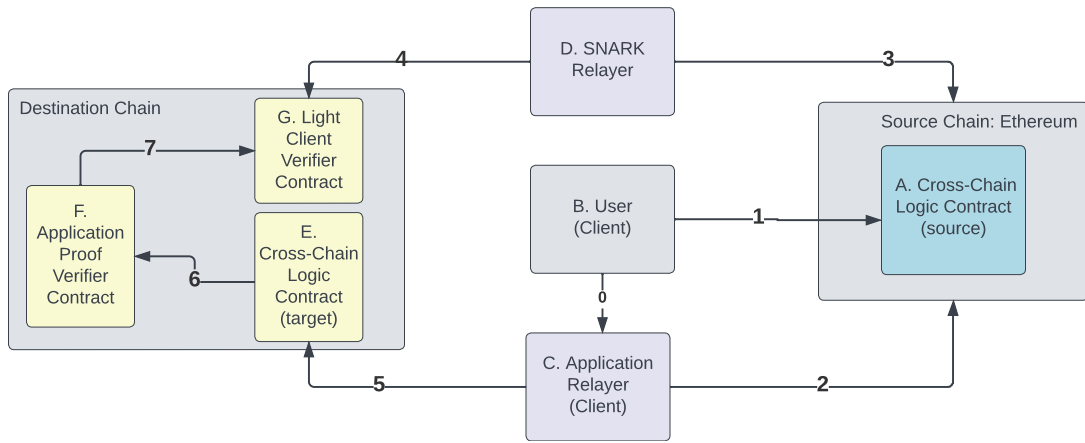 D. SNARK
Relayer
4
3
Destination Chain
G. Light
Client
Verifier
Contract
Source Chain: Ethereum
7
A. Cross-Chain
Logic Contract
(source)
B. User
(Client)
1
F.
Application
Proof
Verifier
Contract
E.
Cross-Chain
Logic
Contract
(target)
6
0
C. Application
Relayer
(Client)
5
2